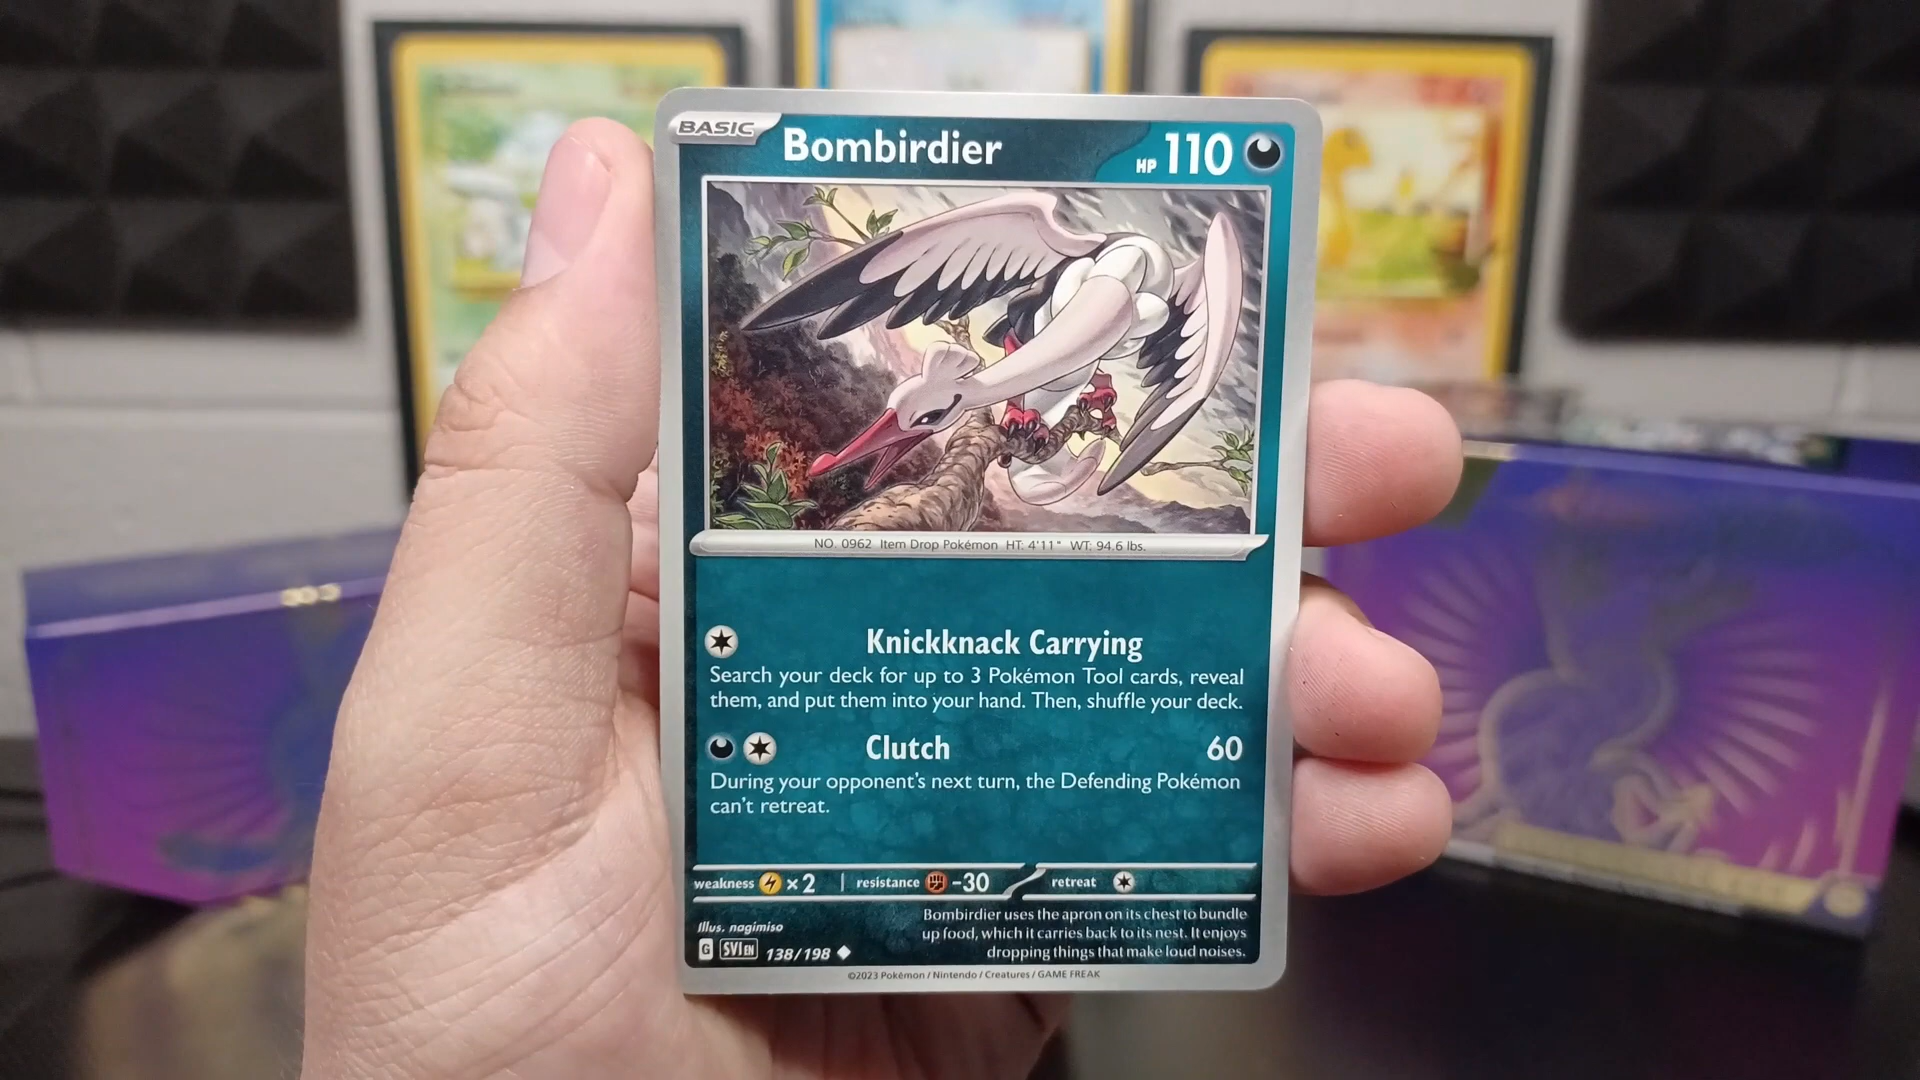 BASIC
Bombirdier
HP 110
NO. 0962 Item Drop Pokémon HT: 4'11" WT: 94.6 lbs.
Knickknack Carrying
Search your deck for up to 3 Pokémon Tool cards, reveal
them, and put them into your hand. Then, shuffle your deck.
Clutch 60
During your opponent's next turn, the Defending Pokémon
can't retreat.
weakness ×2 | resistance -30 retreat
Illus. nagimiso
G SVI EN 138/198
Bombirdier uses the apron on its chest to bundle
up food, which it carries back to its nest. It enjoys
dropping things that make loud noises.
©2023 Pokémon / Nintendo / Creatures / GAME FREAK